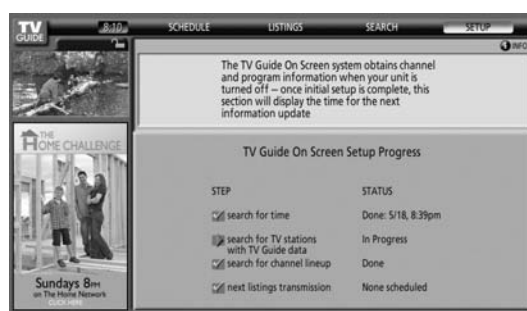 TV
GUIDE
8:10
SCHEDULE LISTINGS SEARCH SETUP
INFO
The TV Guide On Screen system obtains channel
and program information when your unit is
turned off – once initial setup is complete, this
section will display the time for the next
information update
THE
HOME CHALLENGE
Sundays 8PM
on The Home Network
CLICK HERE
TV Guide On Screen Setup Progress
STEP STATUS
search for time Done: 5/18, 8:39pm
search for TV stations In Progress
with TV Guide data
search for channel lineup Done
next listings transmission None scheduled